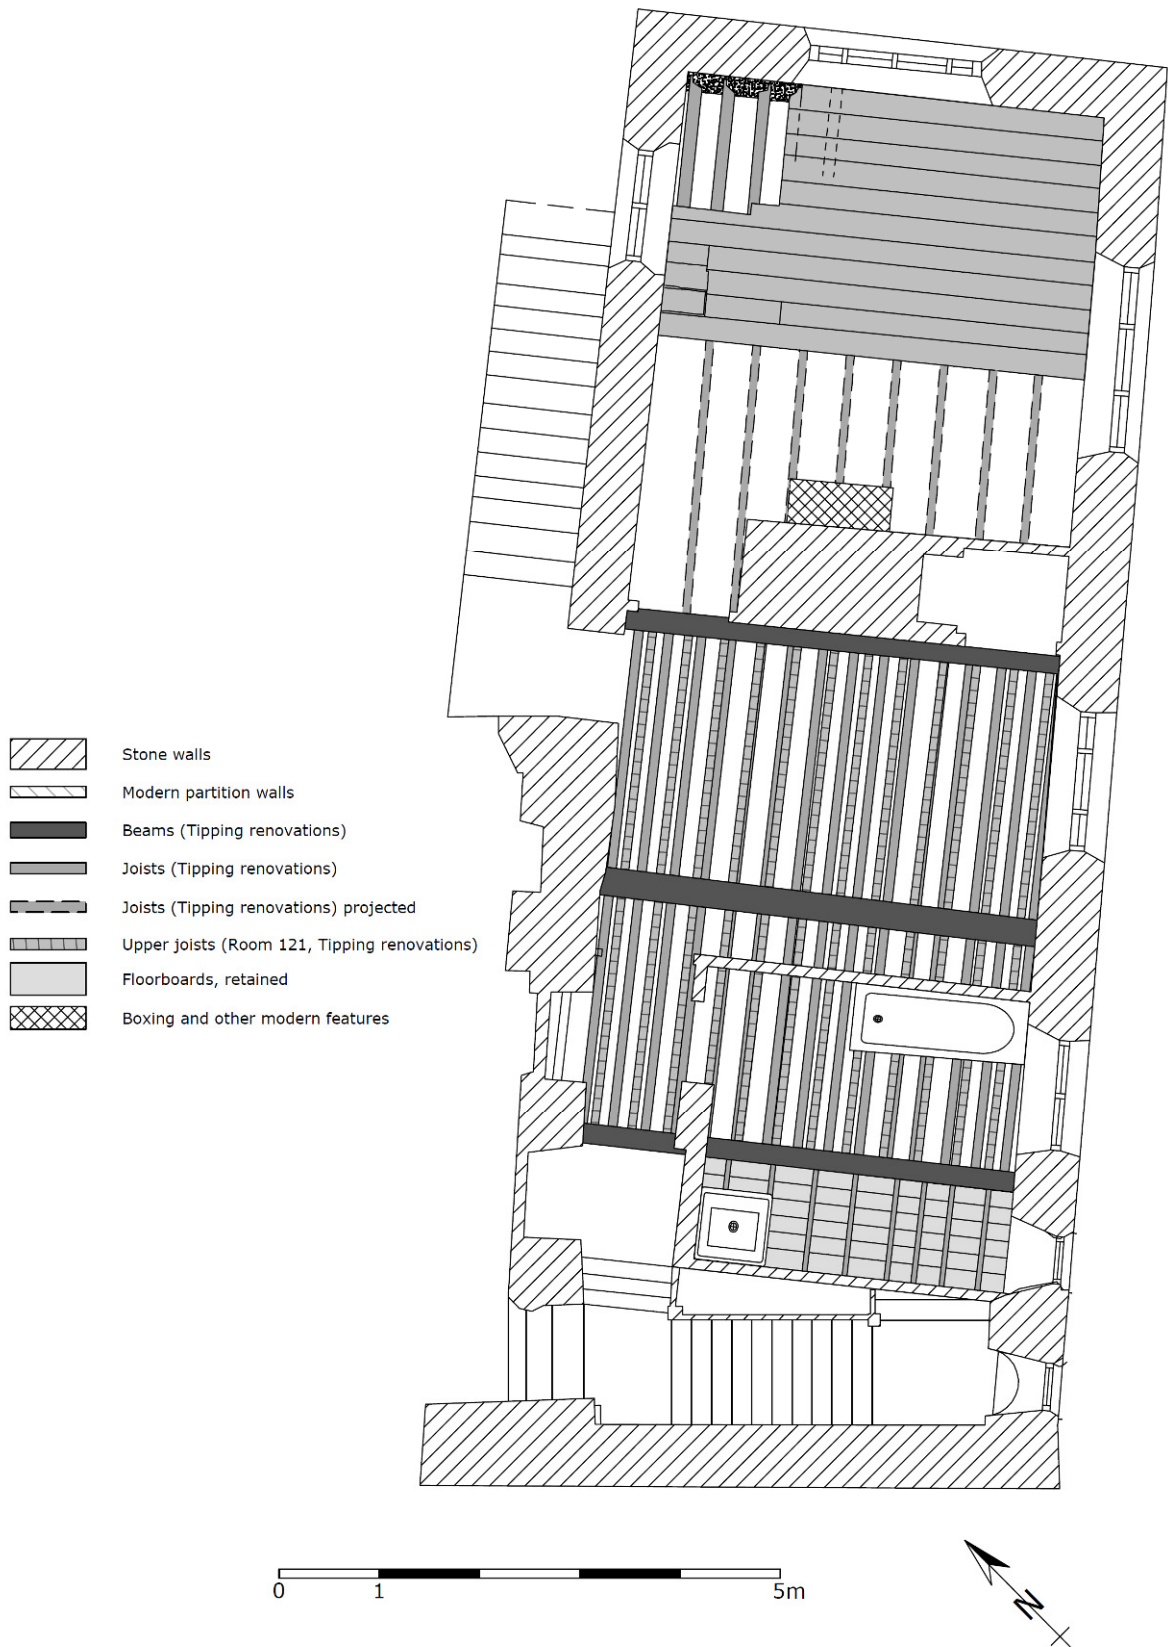 Stone walls
Modern partition walls
Beams (Tipping renovations)
Joists (Tipping renovations)
Joists (Tipping renovations) projected
Upper joists (Room 121, Tipping renovations)
Floorboards, retained
Boxing and other modern features
0 1 5m
N